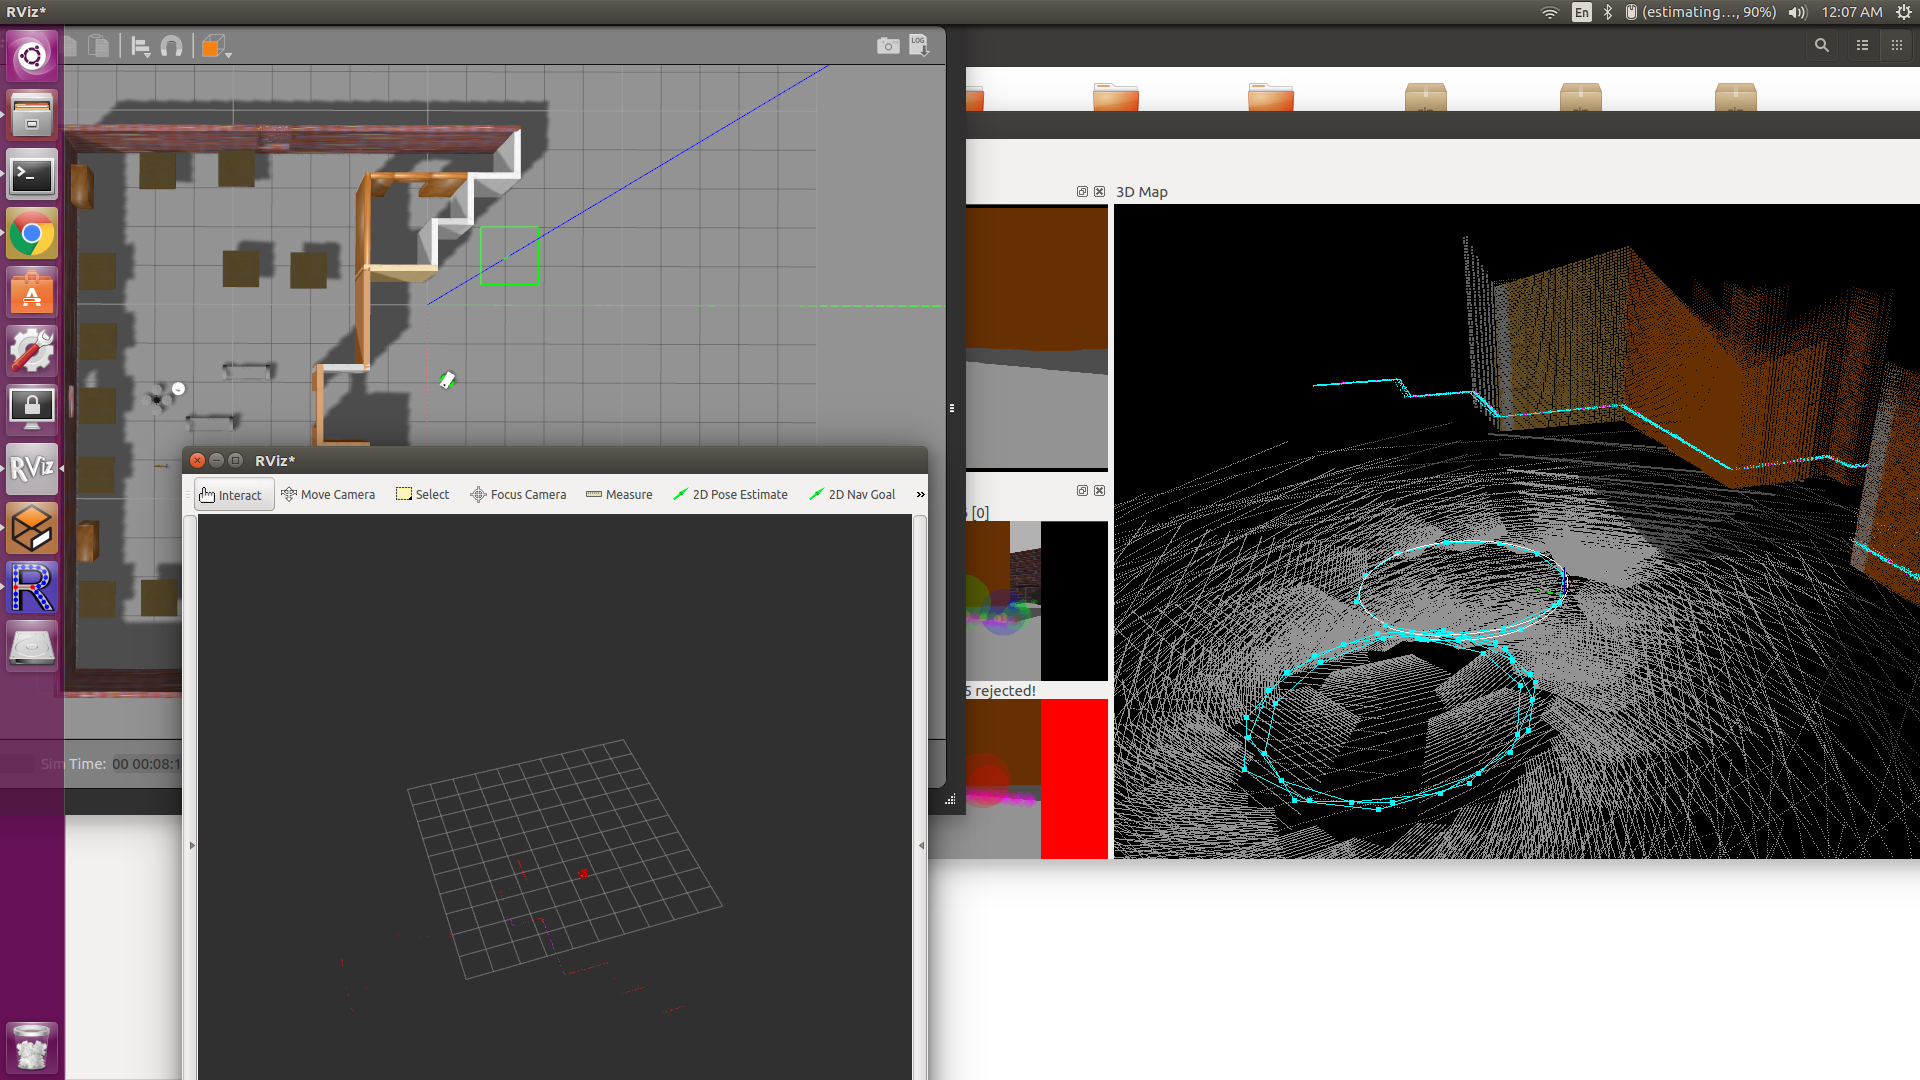 RViz*
En
(estimating..., 90%)
12:07 AM
LOG
3D Map
RViz
RViz*
Interact
Move Camera
Select
Focus Camera
Measure
2D Pose Estimate
2D Nav Goal
»
[0]
rejected!
Sim Time: 00 00:08:1